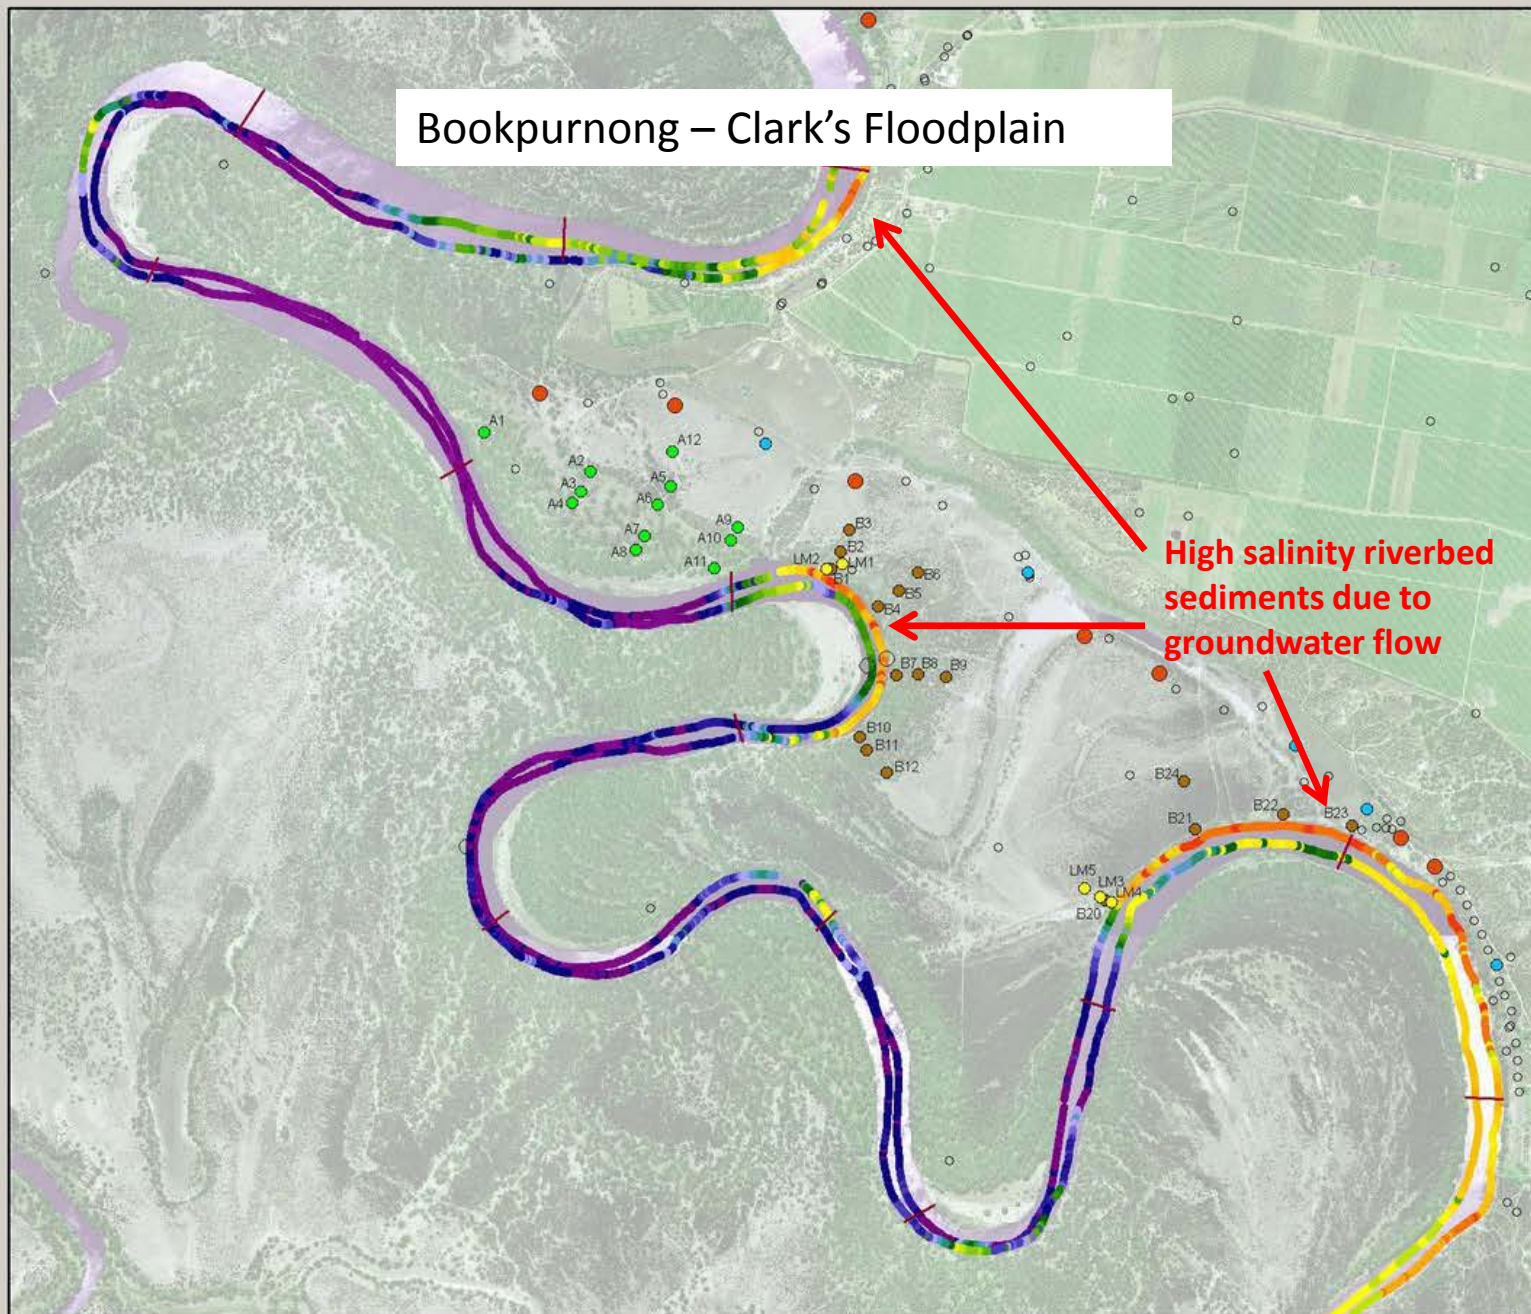 Bookpurnong – Clark's Floodplain
A1
A12
A2
A5
A3
A4
A6
A9
B3
A7
A10
A8
B2
LM2
LM1
A11
B1
B6
B5
B4
High salinity riverbed
sediments due to
groundwater flow
B7
B8
B9
B10
B11
B12
B24
B22
B23
B21
LM5
LM3
LM4
B20